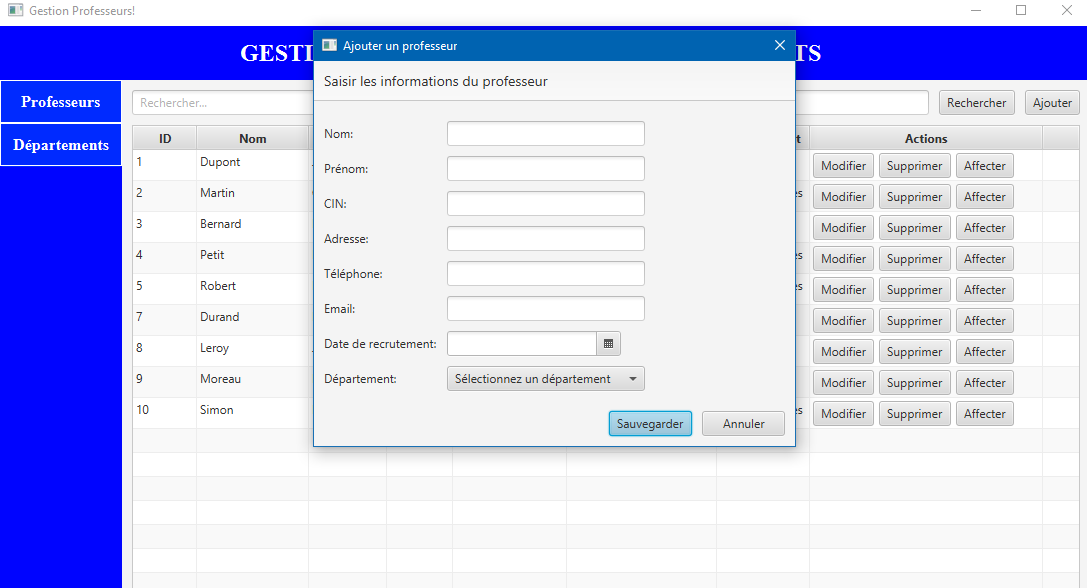 Gestion Professeurs!
Ajouter un professeur
Saisir les informations du professeur
Professeurs
Départements
Rechercher...
Rechercher
Ajouter
ID Nom Actions
1 Dupont Modifier Supprimer Affecter
2 Martin Modifier Supprimer Affecter
3 Bernard Modifier Supprimer Affecter
4 Petit Modifier Supprimer Affecter
5 Robert Modifier Supprimer Affecter
7 Durand Modifier Supprimer Affecter
8 Leroy Modifier Supprimer Affecter
9 Moreau Modifier Supprimer Affecter
10 Simon Modifier Supprimer Affecter
Nom:
Prénom:
CIN:
Adresse:
Téléphone:
Email:
Date de recrutement:
Département: Sélectionnez un département
Sauvegarder Annuler